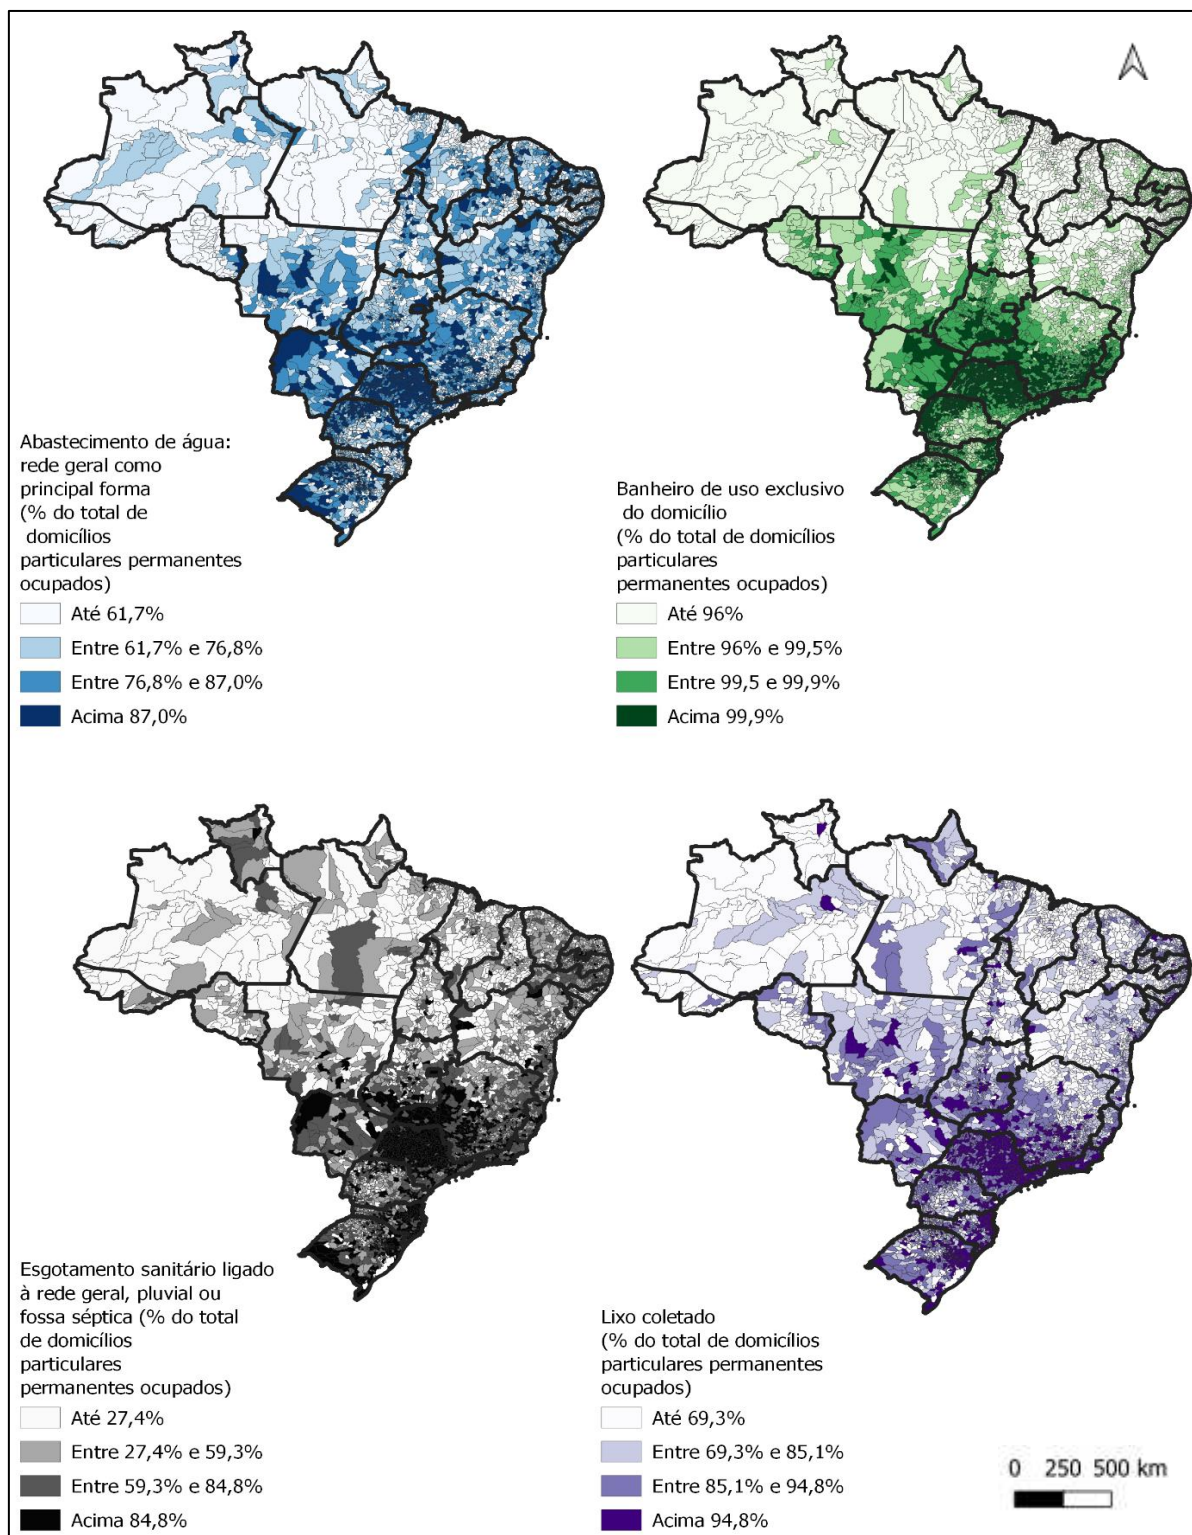 Abastecimento de água:
rede geral como
principal forma
(% do total de
domicílios
particulares permanentes
ocupados)
Até 61,7%
Entre 61,7% e 76,8%
Entre 76,8% e 87,0%
Acima 87,0%
Banheiro de uso exclusivo
do domicílio
(% do total de domicílios
particulares
permanentes ocupados)
Até 96%
Entre 96% e 99,5%
Entre 99,5 e 99,9%
Acima 99,9%
Esgotamento sanitário ligado
à rede geral, pluvial ou
fossa séptica (% do total
de domicílios
particulares
permanentes ocupados)
Até 27,4%
Entre 27,4% e 59,3%
Entre 59,3% e 84,8%
Acima 84,8%
Lixo coletado
(% do total de domicílios
particulares permanentes
ocupados)
Até 69,3%
Entre 69,3% e 85,1%
Entre 85,1% e 94,8%
Acima 94,8%
0 250 500 km